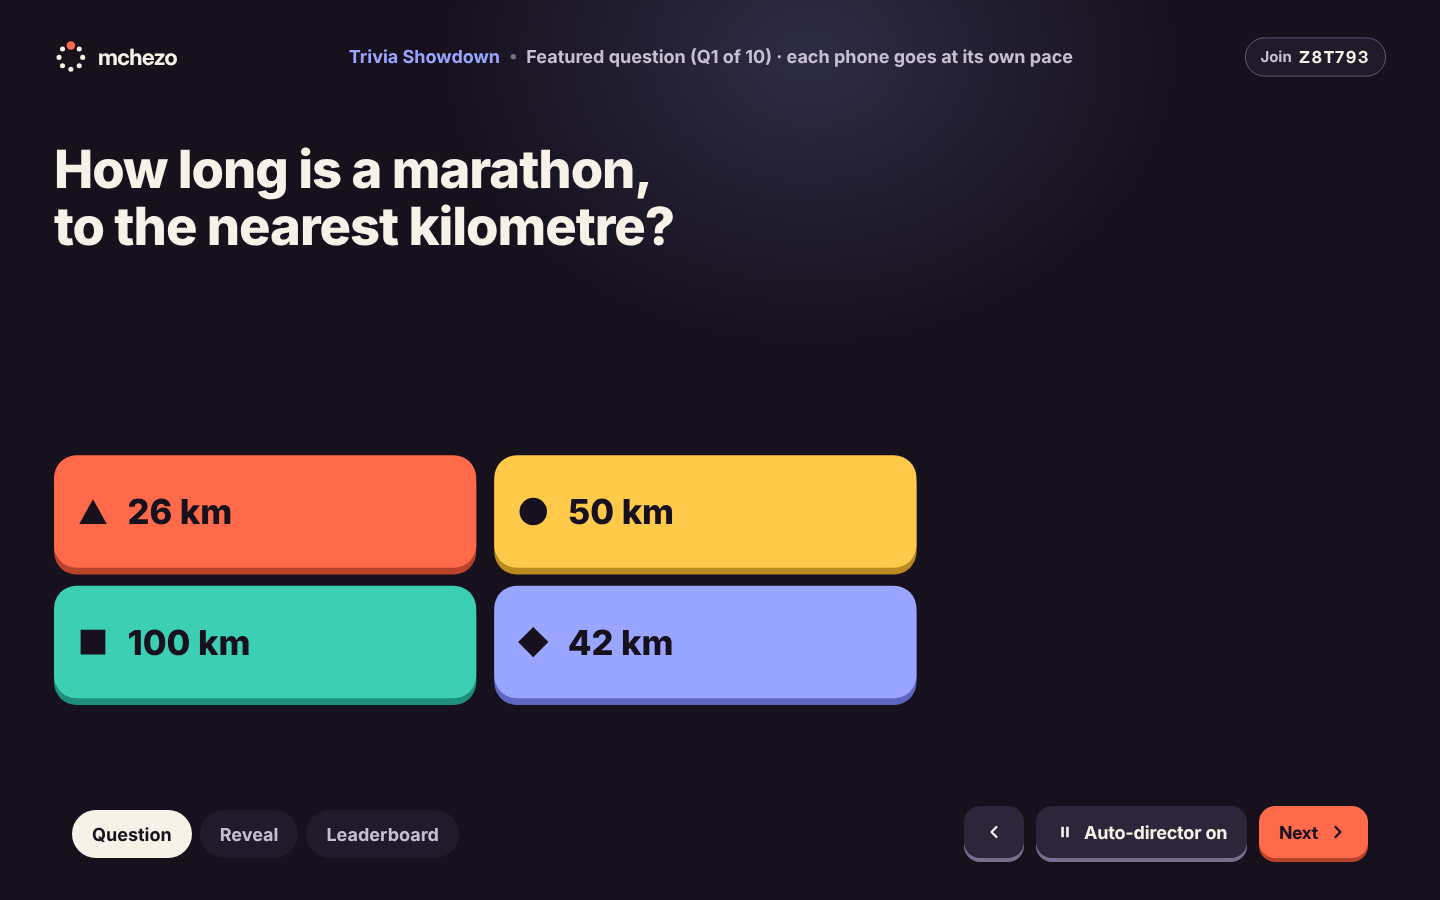 mchezo
Trivia Showdown • Featured question (Q1 of 10) · each phone goes at its own pace
Join Z8T793
How long is a marathon,
to the nearest kilometre?
26 km
50 km
100 km
42 km
Question
Reveal
Leaderboard
Auto-director on
Next